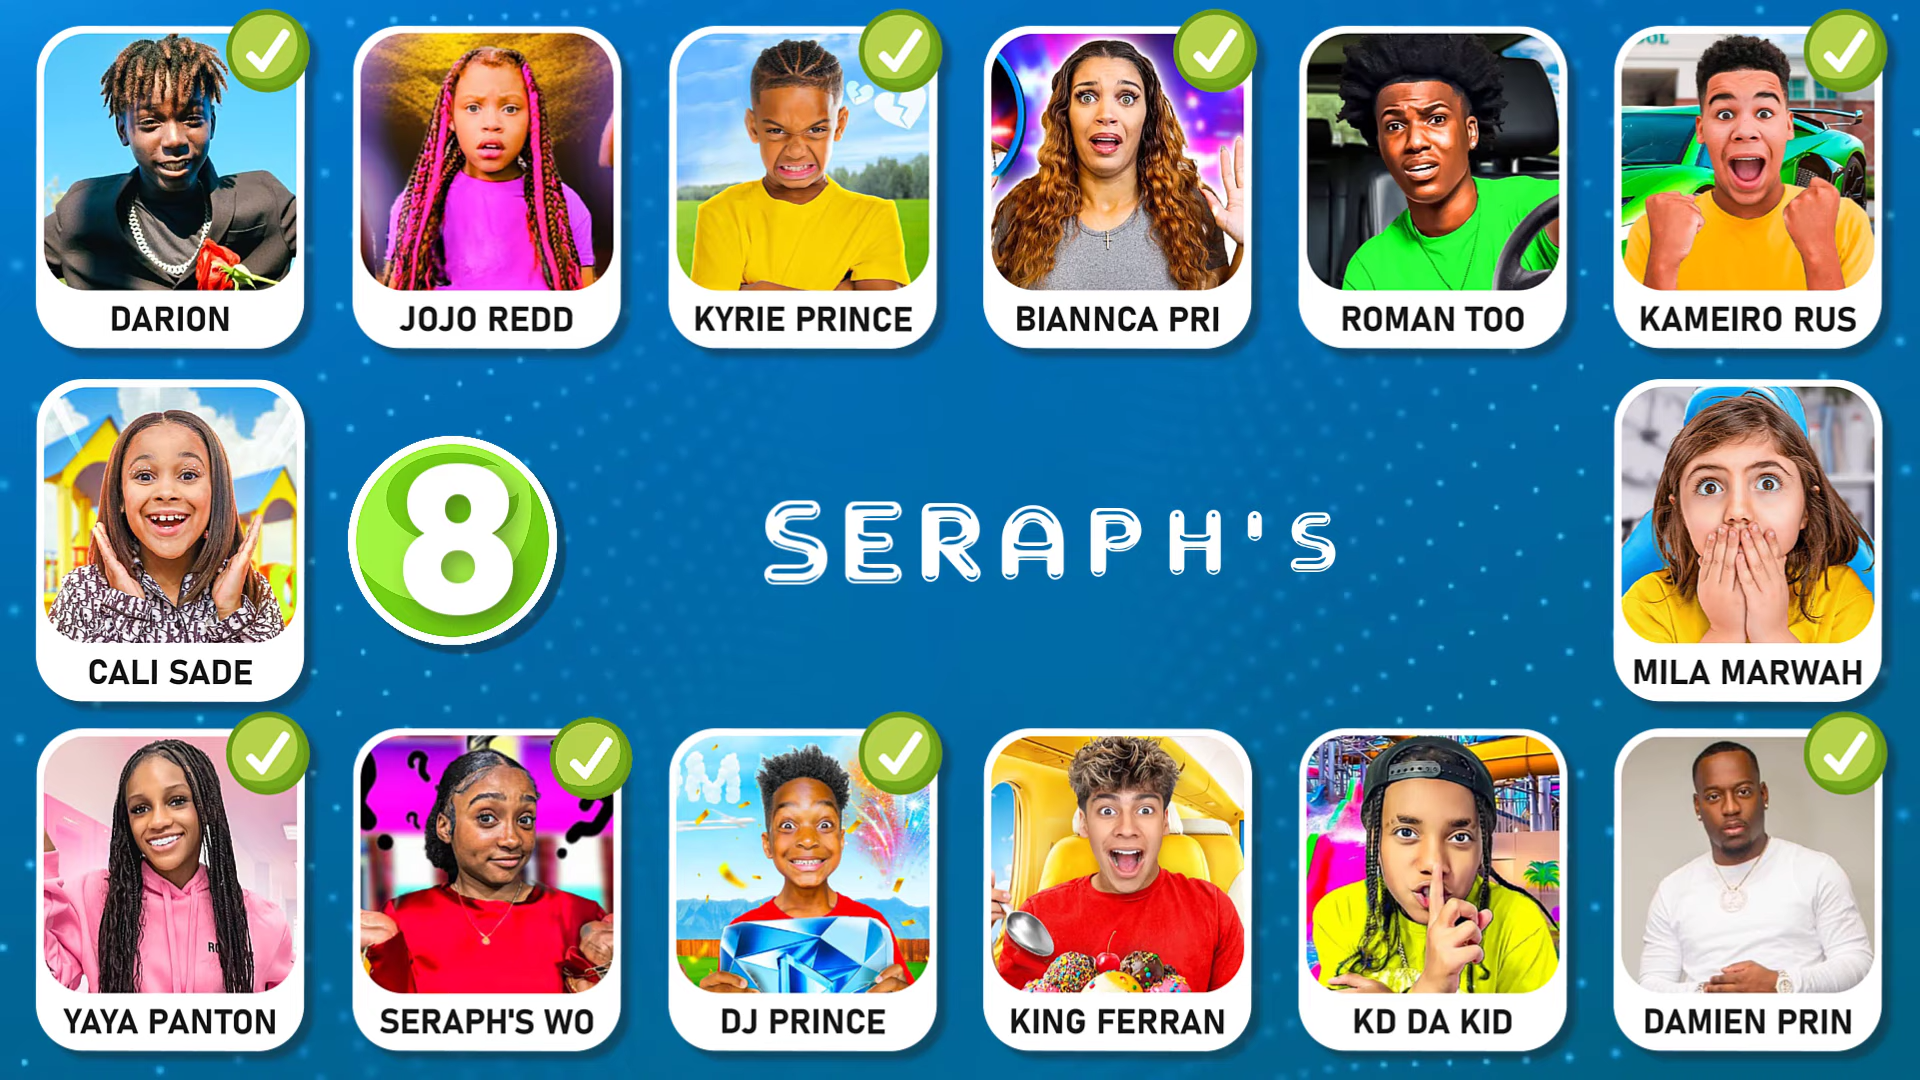 OL
DARION
JOJO REDD
KYRIE PRINCE
BIANNCA PRI
ROMAN TOO
KAMEIRO RUS
CALI SADE
8
SERAPH'S
MILA MARWAH
YAYA PANTON
SERAPH'S WO
DJ PRINCE
KING FERRAN
KD DA KID
DAMIEN PRIN